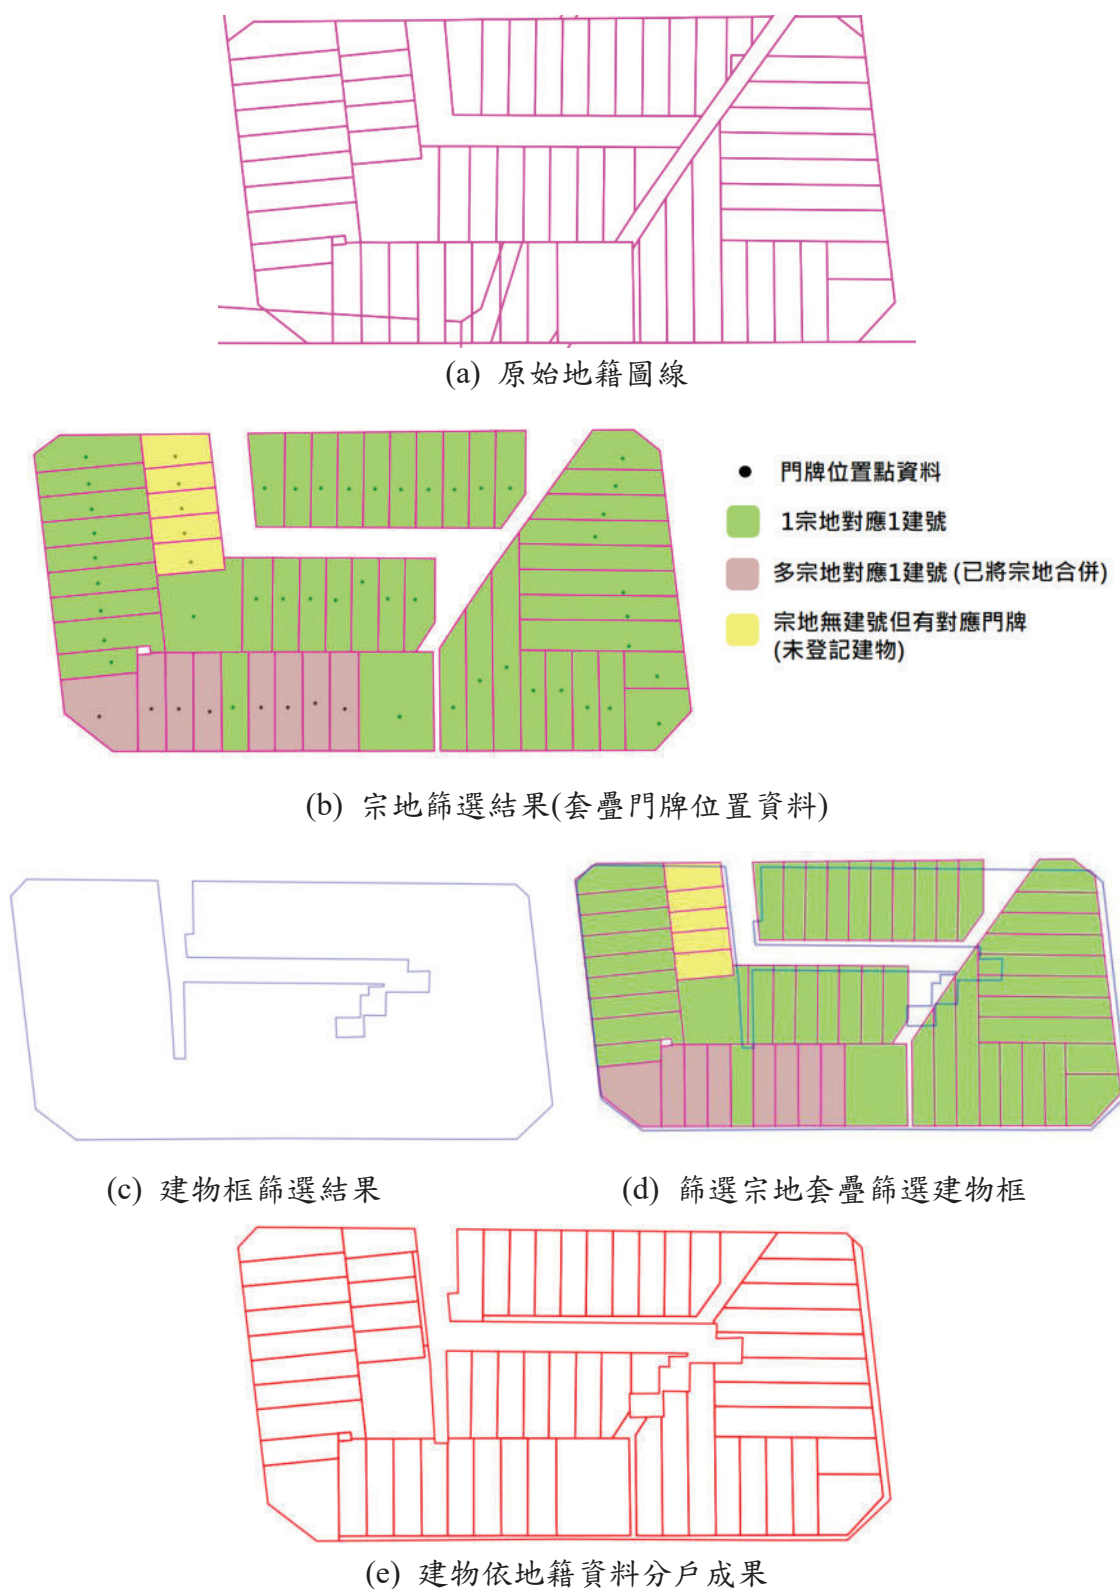 (a) 原始地籍圖線
門牌位置點資料
1宗地對應1建號
多宗地對應1建號 (已將宗地合併)
宗地無建號但有對應門牌
(未登記建物)
(b) 宗地篩選結果(套疊門牌位置資料)
(c) 建物框篩選結果
(d) 篩選宗地套疊篩選建物框
(e) 建物依地籍資料分戶成果